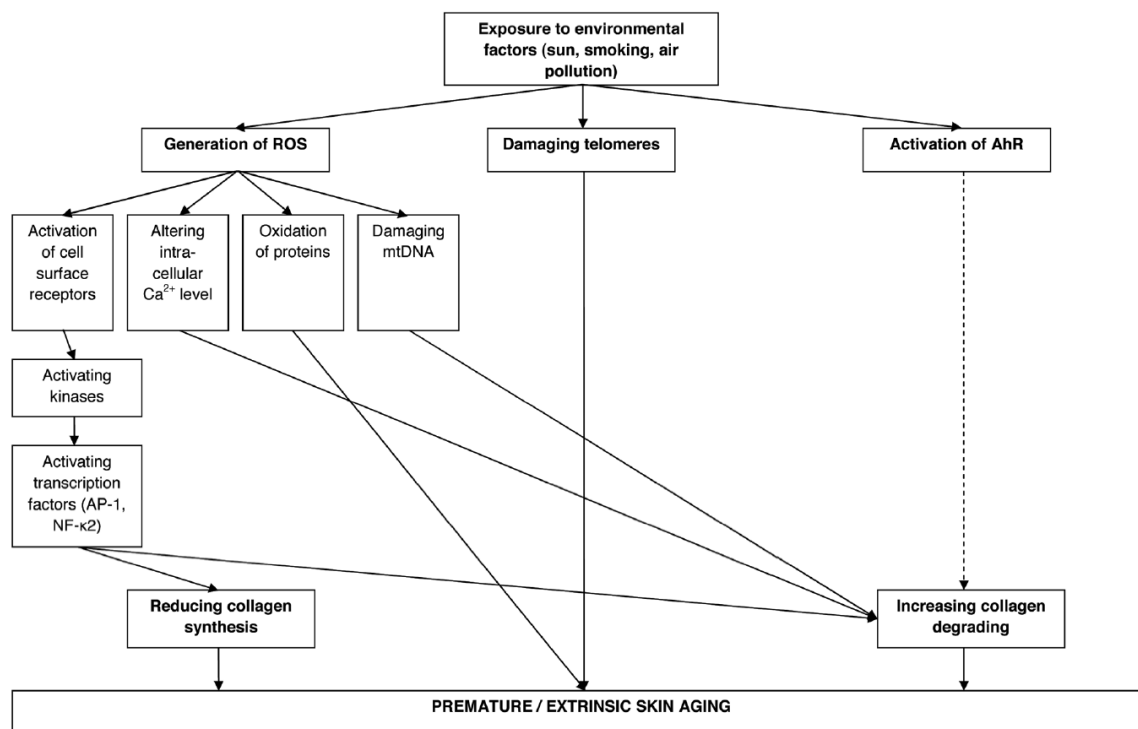 Exposure to environmental
factors (sun, smoking, air
pollution)
Generation of ROS
Damaging telomeres
Activation of AhR
Activation
of cell
surface
receptors
Altering
intra-
cellular
Ca²⁺ level
Oxidation
of proteins
Damaging
mtDNA
Activating
kinases
Activating
transcription
factors (AP-1,
NF-κ2)
Reducing collagen
synthesis
Increasing collagen
degrading
PREMATURE / EXTRINSIC SKIN AGING